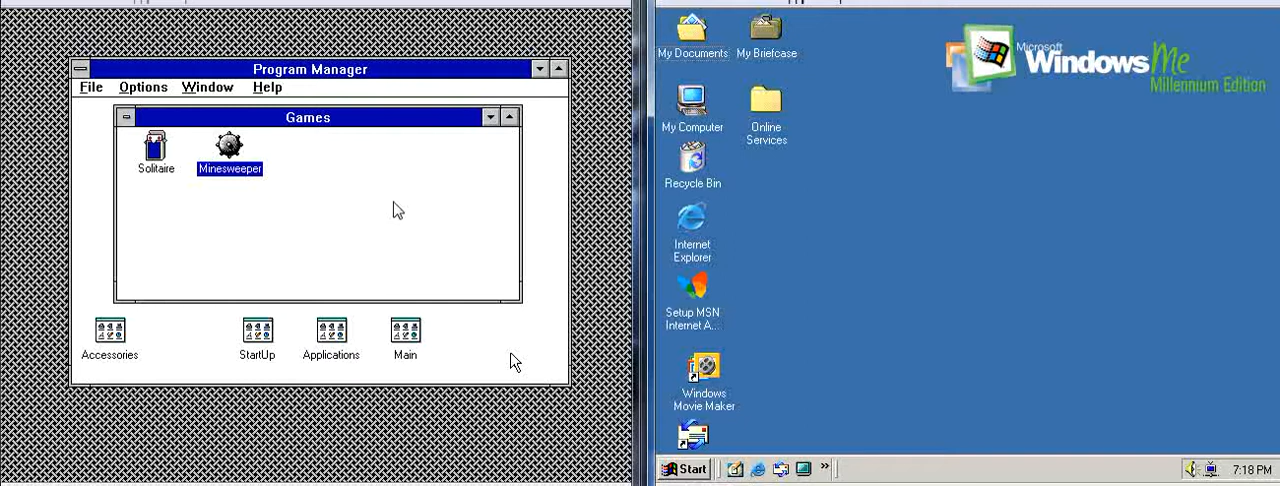 Program Manager
File Options Window Help
Games
Solitaire
Minesweeper
Accessories
StartUp
Applications
Main
My Documents
My Briefcase
Microsoft
Windows Me
Millennium Edition
My Computer
Online
Services
Recycle Bin
Internet
Explorer
Setup MSN
Internet A...
Windows
Movie Maker
Start
»
7:18 PM